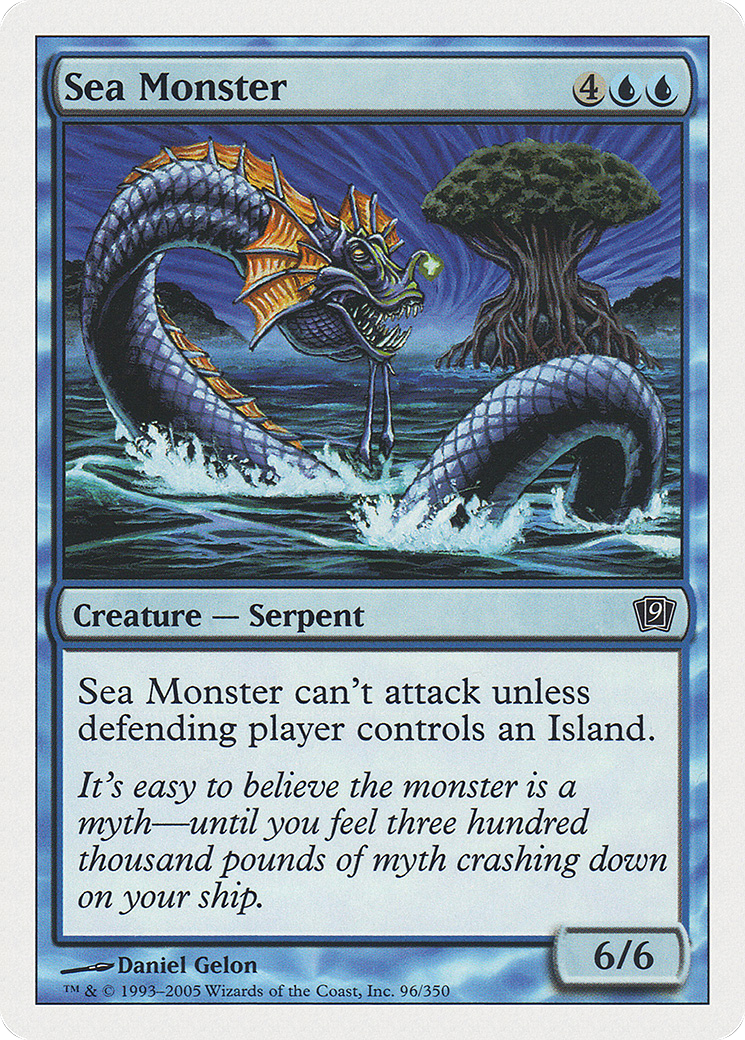 Sea Monster 4
Creature — Serpent 9
Sea Monster can't attack unless
defending player controls an Island.
It's easy to believe the monster is a
myth—until you feel three hundred
thousand pounds of myth crashing down
on your ship.
6/6
Daniel Gelon
™ & © 1993–2005 Wizards of the Coast, Inc. 96/350